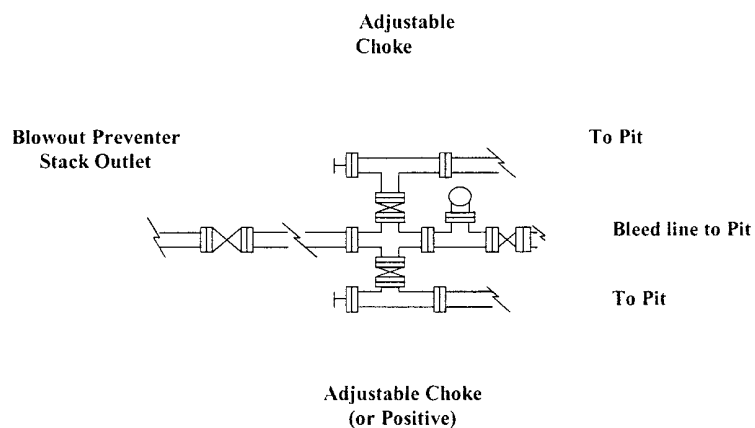 Adjustable
Choke
Blowout Preventer
Stack Outlet
To Pit
Bleed line to Pit
To Pit
Adjustable Choke
(or Positive)